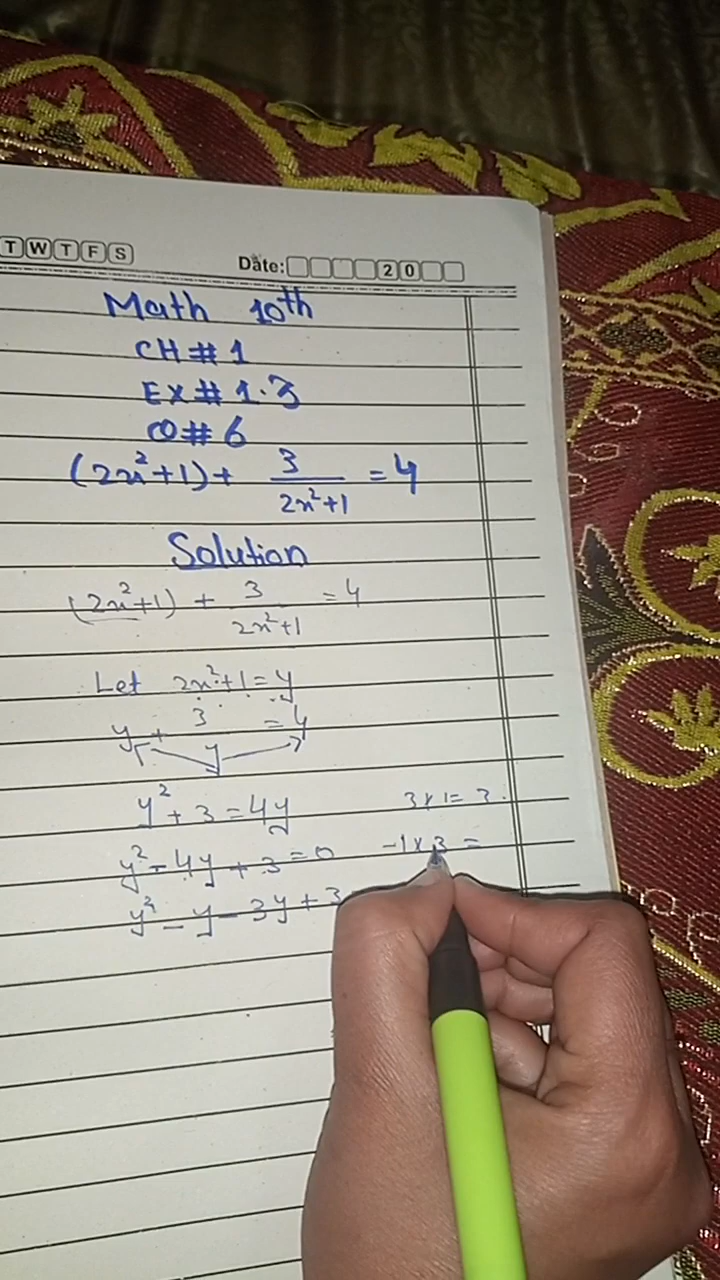 T W T F S Date: 2 0
Math 10th
CH # 1
EX # 1.3
Q # 6
(2x²+1) + 3/(2x²+1) = 4
Solution
(2x²+1) + 3/(2x²+1) = 4
Let 2x²+1 = y
y + 3/y = 4
y² + 3 = 4y
3 x 1 = 3
y² - 4y + 3 = 0
-1 x 3 =
y² - y - 3y + 3